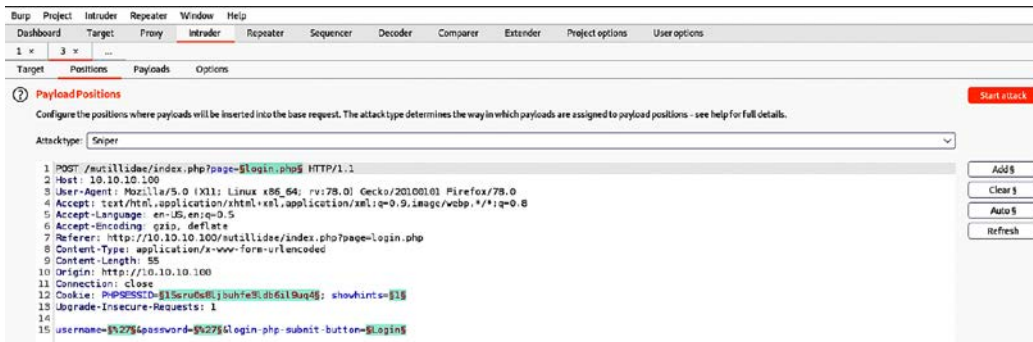 Burp Project Intruder Repeater Window Help
Dashboard Target Proxy Intruder Repeater Sequencer Decoder Comparer Extender Project options User options
1 × 3 × ...
Target Positions Payloads Options
? Payload Positions Start attack
Configure the positions where payloads will be inserted into the base request. The attack type determines the way in which payloads are assigned to payload positions - see help for full details.
Attack type: Sniper
1 POST /mutillidae/index.php?page=§login.php§ HTTP/1.1 Add §
2 Host: 10.10.10.100
3 User-Agent: Mozilla/5.0 (X11; Linux x86_64; rv:78.0) Gecko/20100101 Firefox/78.0 Clear §
4 Accept: text/html,application/xhtml+xml,application/xml;q=0.9,image/webp,*/*;q=0.8
5 Accept-Language: en-US,en;q=0.5 Auto §
6 Accept-Encoding: gzip, deflate
7 Referer: http://10.10.10.100/mutillidae/index.php?page=login.php Refresh
8 Content-Type: application/x-www-form-urlencoded
9 Content-Length: 55
10 Origin: http://10.10.10.100
11 Connection: close
12 Cookie: PHPSESSID= ; showhints=§1§
13 Upgrade-Insecure-Requests: 1
14
15 username=§%27§&password=§%27§&login-php-submit-button=§Login§